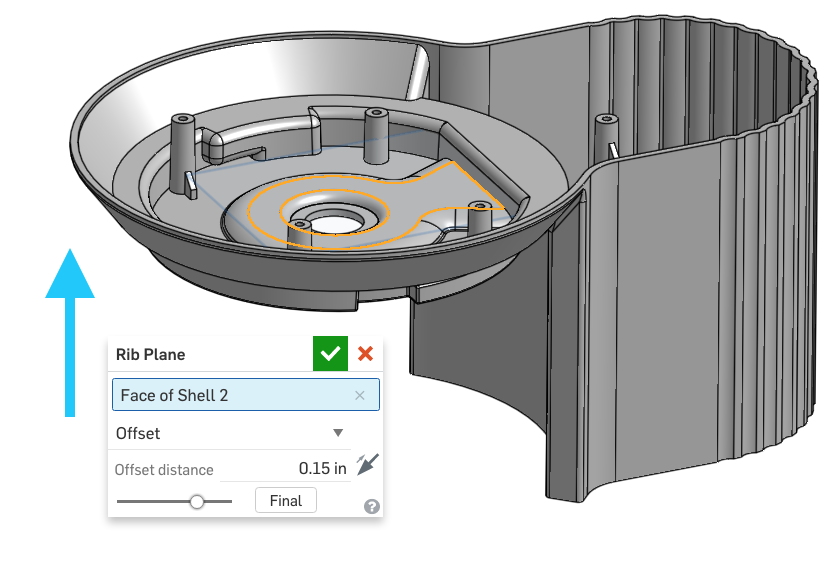 Rib Plane
Face of Shell 2
Offset
Offset distance 0.15 in
Final
?